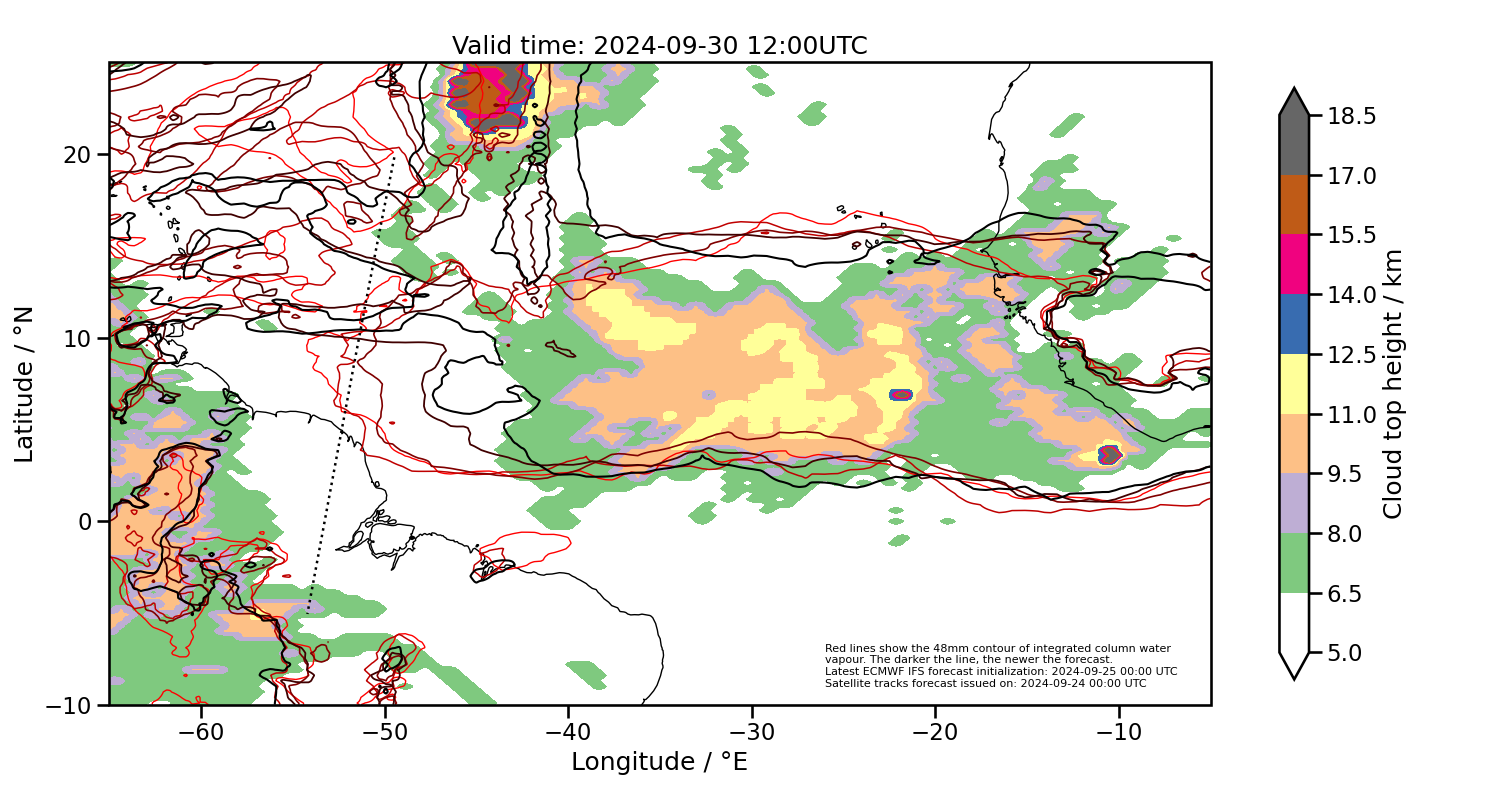 Valid time: 2024-09-30 12:00UTC
Latitude / °N
20
10
0
−10
−60
−50
−40
−30
−20
−10
Longitude / °E
Red lines show the 48mm contour of integrated column water
vapour. The darker the line, the newer the forecast.
Latest ECMWF IFS forecast initialization: 2024-09-25 00:00 UTC
Satellite tracks forecast issued on: 2024-09-24 00:00 UTC
18.5
17.0
15.5
14.0
12.5
11.0
9.5
8.0
6.5
5.0
Cloud top height / km